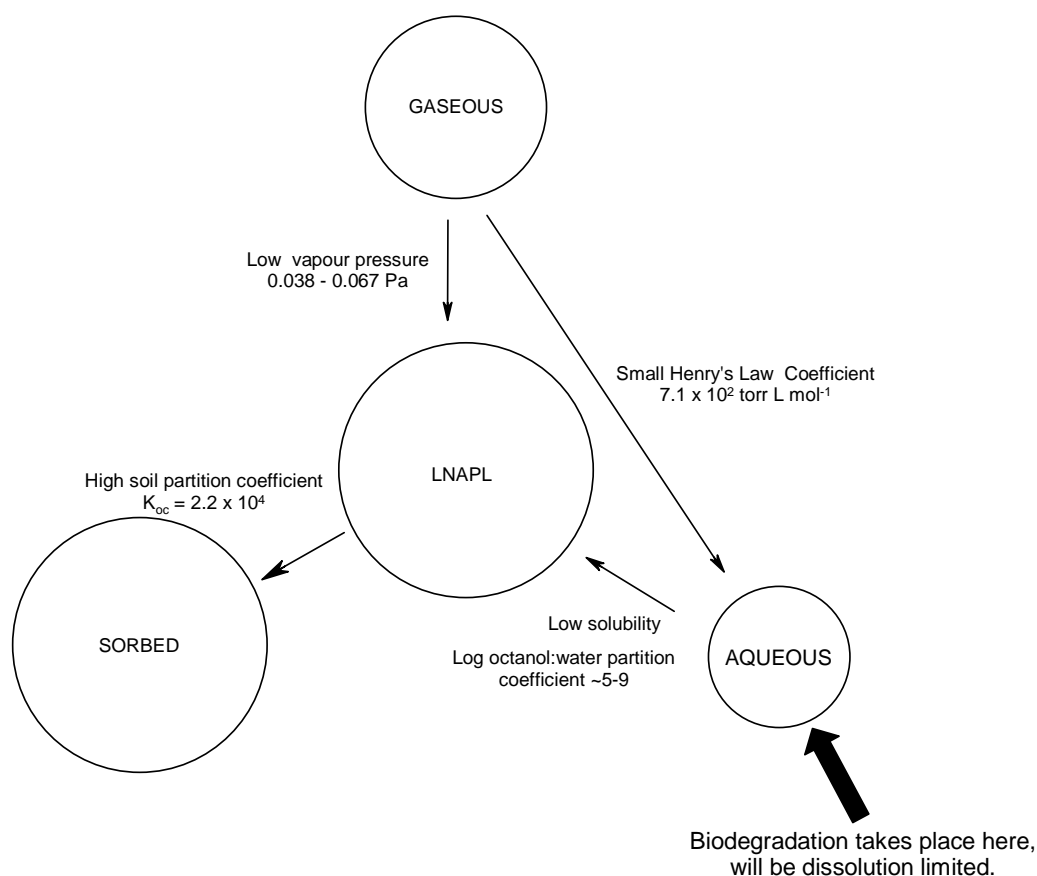 GASEOUS
Low vapour pressure
0.038 - 0.067 Pa
Small Henry's Law Coefficient
7.1 x 10² torr L mol⁻¹
LNAPL
High soil partition coefficient
Kₒc = 2.2 x 10⁴
SORBED
Low solubility
Log octanol:water partition
coefficient ~5-9
AQUEOUS
Biodegradation takes place here,
will be dissolution limited.